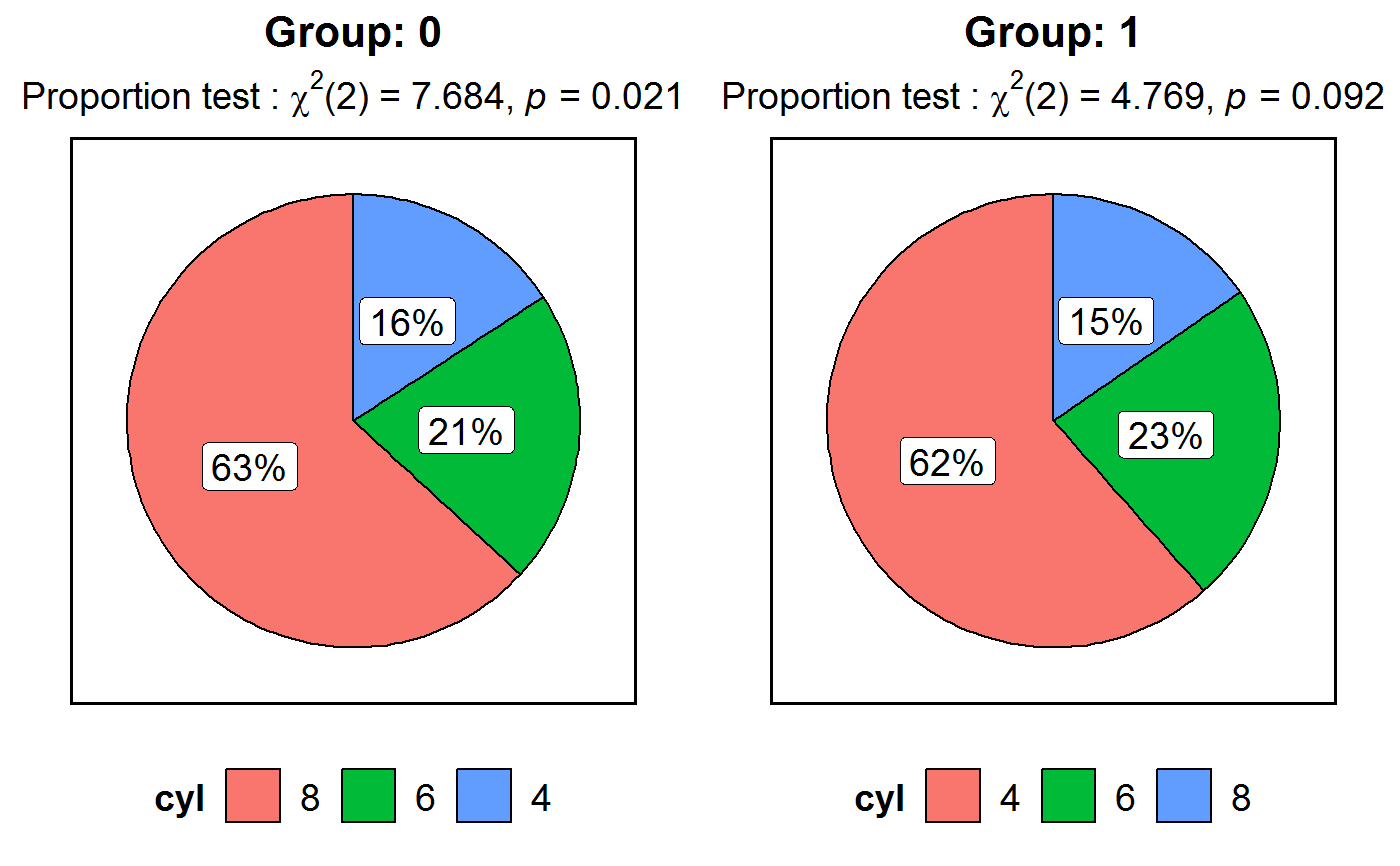 Group: 0
Proportion test : χ²(2) = 7.684, p = 0.021
16%
21%
63%
cyl 8 6 4
Group: 1
Proportion test : χ²(2) = 4.769, p = 0.092
15%
23%
62%
cyl 4 6 8